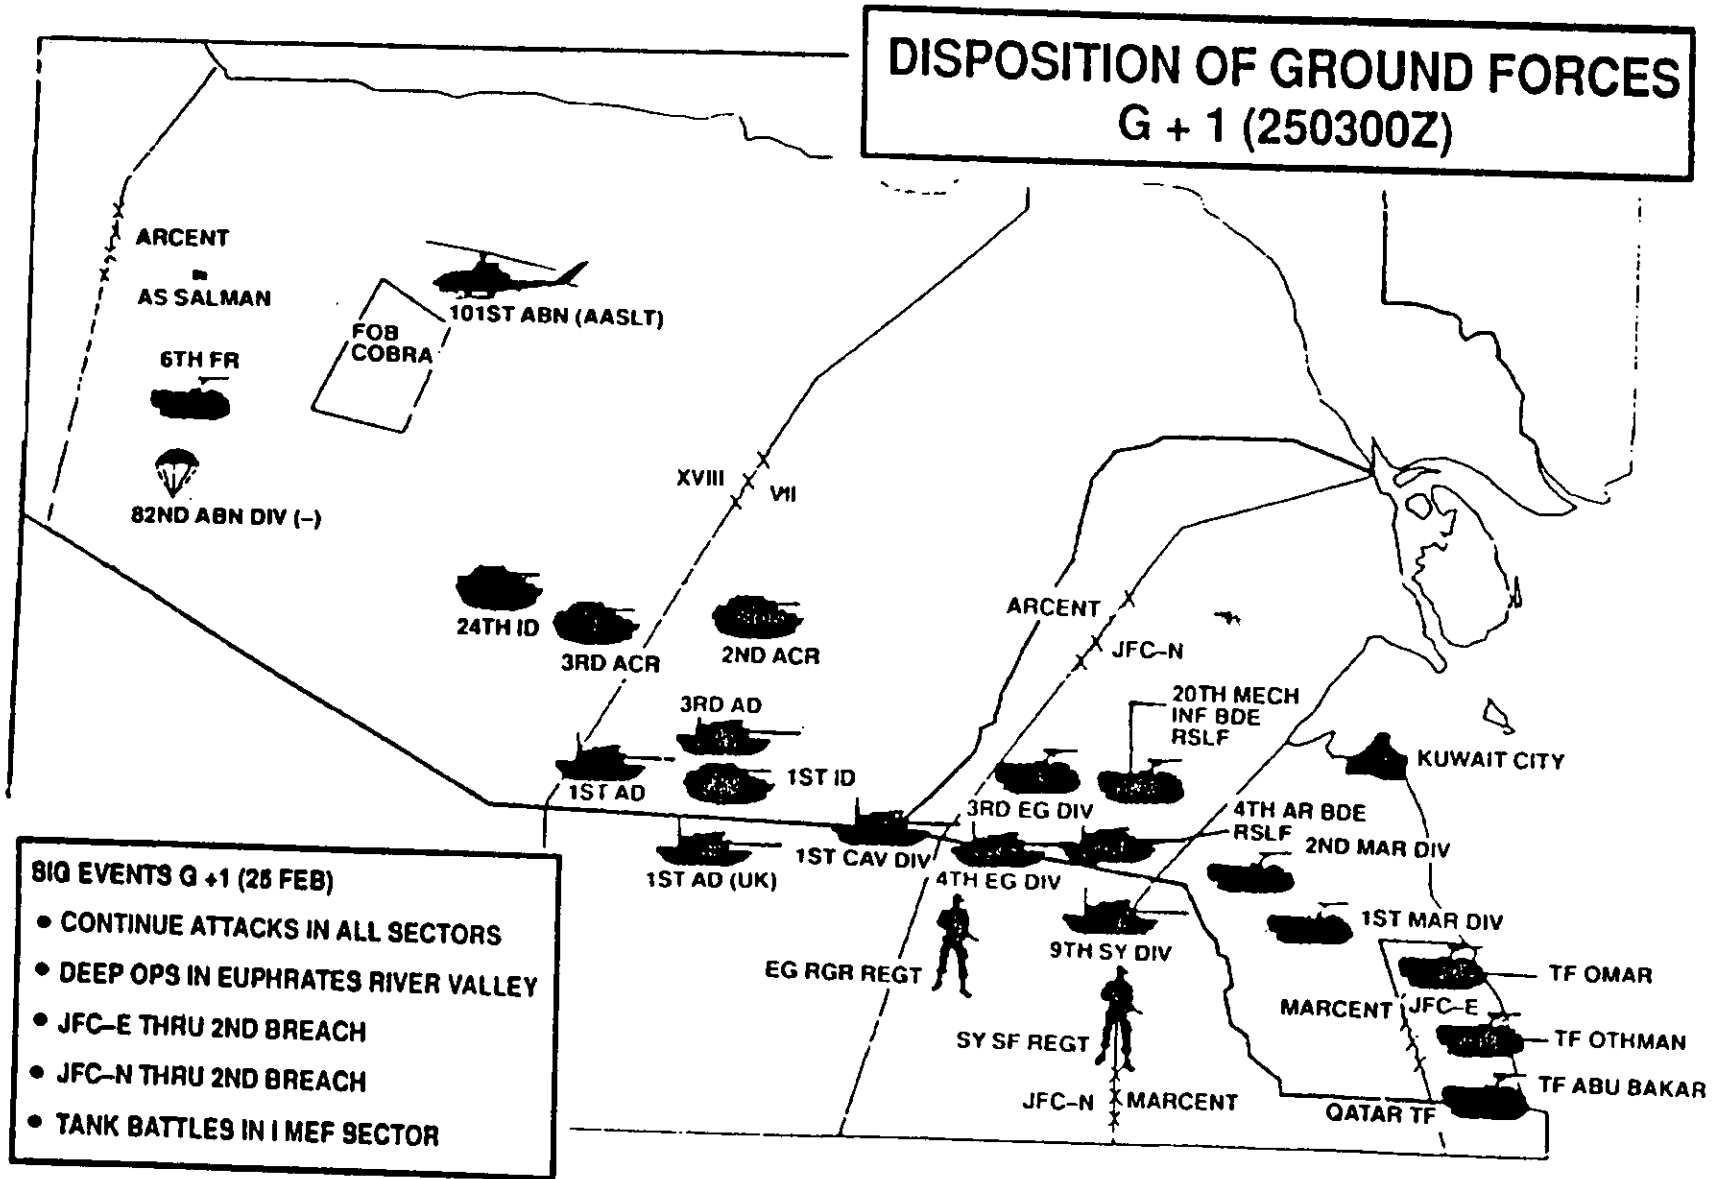 DISPOSITION OF GROUND FORCES
G + 1 (250300Z)
ARCENT
AS SALMAN
101ST ABN (AASLT)
FOB
COBRA
6TH FR
82ND ABN DIV (–)
XVIII
VII
24TH ID
3RD ACR
2ND ACR
ARCENT
JFC–N
3RD AD
20TH MECH
INF BDE
RSLF
1ST AD
1ST ID
KUWAIT CITY
3RD EG DIV
4TH AR BDE
RSLF
1ST AD (UK)
1ST CAV DIV
4TH EG DIV
2ND MAR DIV
1ST MAR DIV
9TH SY DIV
EG RGR REGT
TF OMAR
MARCENT
JFC–E
SY SF REGT
TF OTHMAN
TF ABU BAKAR
JFC–N
MARCENT
QATAR TF
SIG EVENTS G +1 (25 FEB)
• CONTINUE ATTACKS IN ALL SECTORS
• DEEP OPS IN EUPHRATES RIVER VALLEY
• JFC–E THRU 2ND BREACH
• JFC–N THRU 2ND BREACH
• TANK BATTLES IN I MEF SECTOR